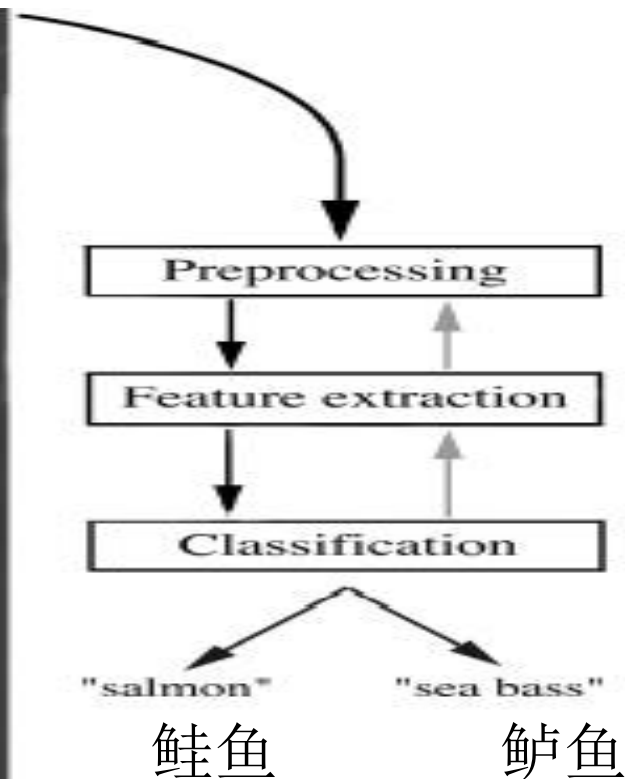 Preprocessing
Feature extraction
Classification
"salmon" "sea bass"
鲑鱼 鲈鱼